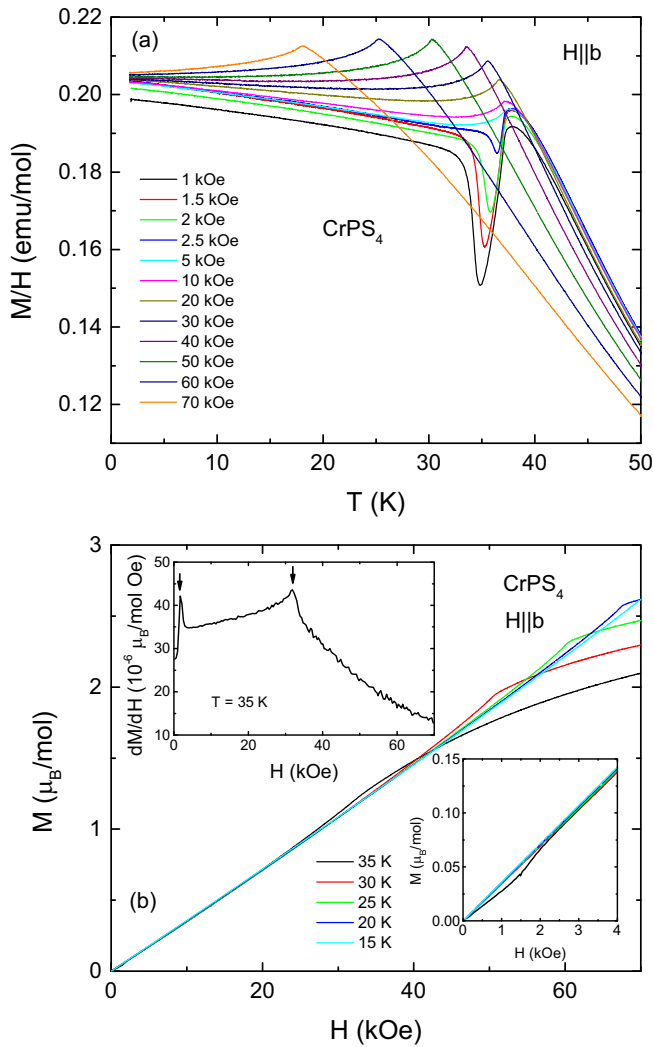 (a)
H||b
CrPS₄
1 kOe
1.5 kOe
2 kOe
2.5 kOe
5 kOe
10 kOe
20 kOe
30 kOe
40 kOe
50 kOe
60 kOe
70 kOe
M/H (emu/mol)
0.22
0.20
0.18
0.16
0.14
0.12
0 10 20 30 40 50
T (K)
CrPS₄
H||b
dM/dH (10⁻⁶ μB/mol Oe)
50
40
30
20
10
T = 35 K
0 20 40 60
H (kOe)
M (μB/mol)
3
2
1
0
(b)
35 K
30 K
25 K
20 K
15 K
M (μB/mol)
0.15
0.10
0.05
0.00
0 1 2 3 4
H (kOe)
0 20 40 60
H (kOe)